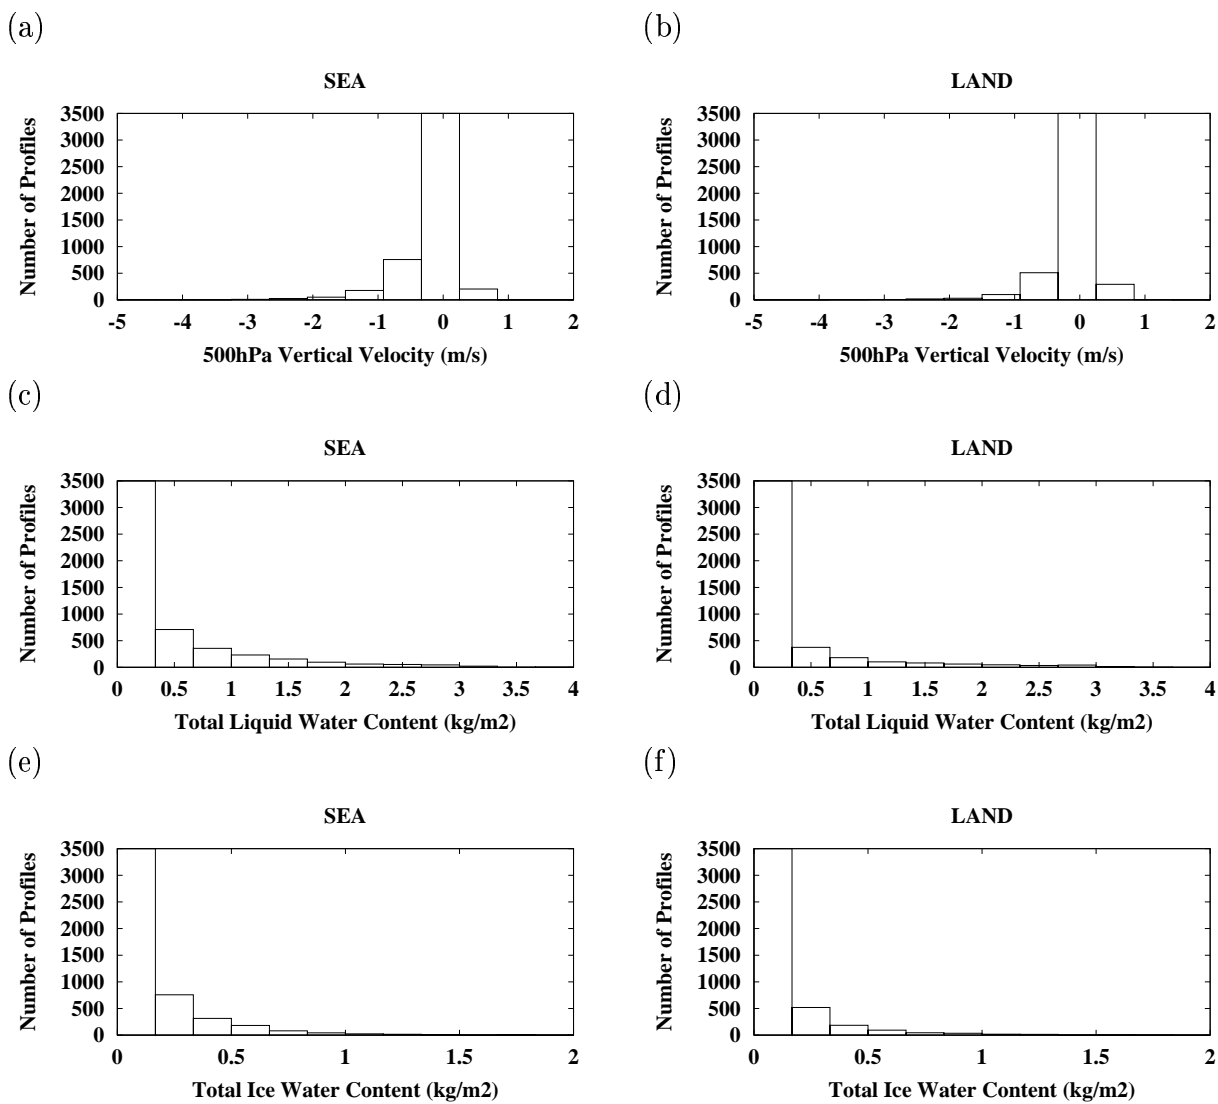 (a)
SEA
Number of Profiles
3500
3000
2500
2000
1500
1000
500
0
-5 -4 -3 -2 -1 0 1 2
500hPa Vertical Velocity (m/s)
(b)
LAND
Number of Profiles
3500
3000
2500
2000
1500
1000
500
0
-5 -4 -3 -2 -1 0 1 2
500hPa Vertical Velocity (m/s)
(c)
SEA
Number of Profiles
3500
3000
2500
2000
1500
1000
500
0
0 0.5 1 1.5 2 2.5 3 3.5 4
Total Liquid Water Content (kg/m2)
(d)
LAND
Number of Profiles
3500
3000
2500
2000
1500
1000
500
0
0 0.5 1 1.5 2 2.5 3 3.5 4
Total Liquid Water Content (kg/m2)
(e)
SEA
Number of Profiles
3500
3000
2500
2000
1500
1000
500
0
0 0.5 1 1.5 2
Total Ice Water Content (kg/m2)
(f)
LAND
Number of Profiles
3500
3000
2500
2000
1500
1000
500
0
0 0.5 1 1.5 2
Total Ice Water Content (kg/m2)